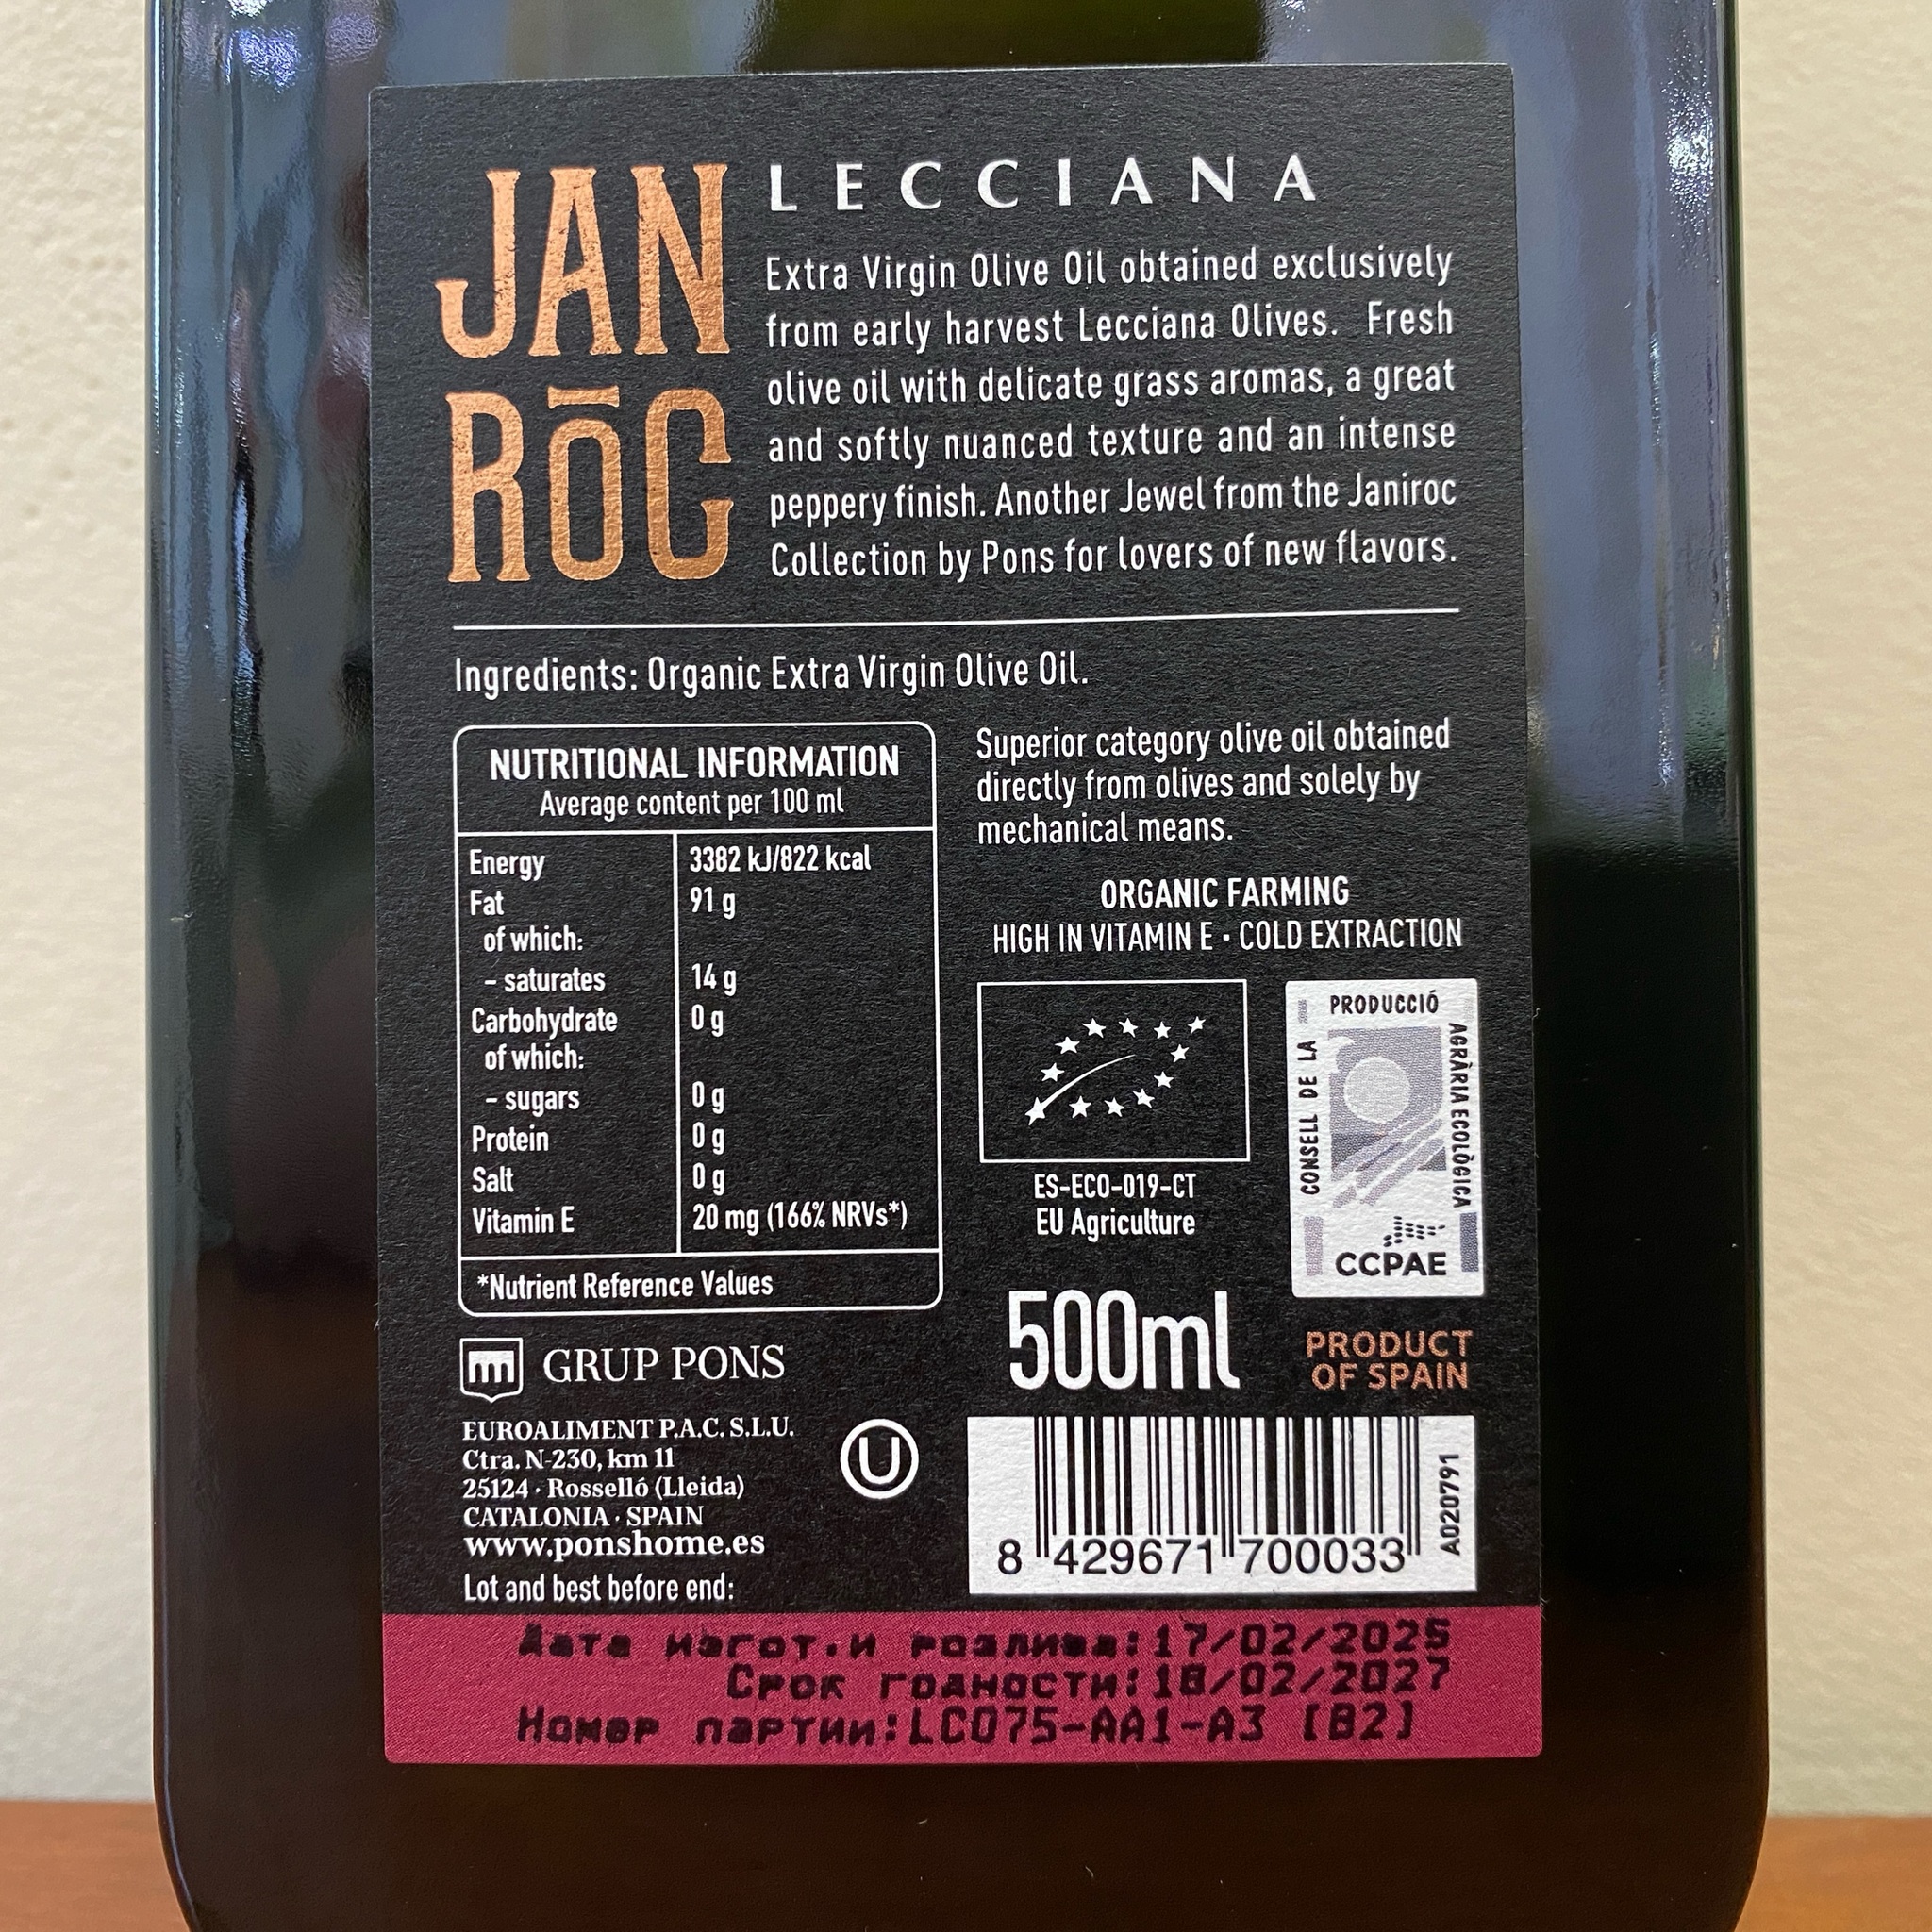 JAN
RōC
LECCIANA
Extra Virgin Olive Oil obtained exclusively
from early harvest Lecciana Olives. Fresh
olive oil with delicate grass aromas, a great
and softly nuanced texture and an intense
peppery finish. Another Jewel from the Janiroc
Collection by Pons for lovers of new flavors.
Ingredients: Organic Extra Virgin Olive Oil.
NUTRITIONAL INFORMATION
Average content per 100 ml
Energy 3382 kJ/822 kcal
Fat 91 g
of which:
- saturates 14 g
Carbohydrate 0 g
of which:
- sugars 0 g
Protein 0 g
Salt 0 g
Vitamin E 20 mg (166% NRVs*)
*Nutrient Reference Values
Superior category olive oil obtained
directly from olives and solely by
mechanical means.
ORGANIC FARMING
HIGH IN VITAMIN E · COLD EXTRACTION
ES-ECO-019-CT
EU Agriculture
CONSELL DE LA
PRODUCCIÓ
AGRÀRIA ECOLÒGICA
CCPAE
500ml
PRODUCT
OF SPAIN
GRUP PONS
EUROALIMENT P.A.C. S.L.U.
Ctra. N-230, km 11
25124 · Rosselló (Lleida)
CATALONIA · SPAIN
www.ponshome.es
U
Lot and best before end:
8 429671 700033
A020791
Дата изгот.и розлива:17/02/2025
Срок годности:18/02/2027
Номер партии:LC075-AA1-A3 [B2]